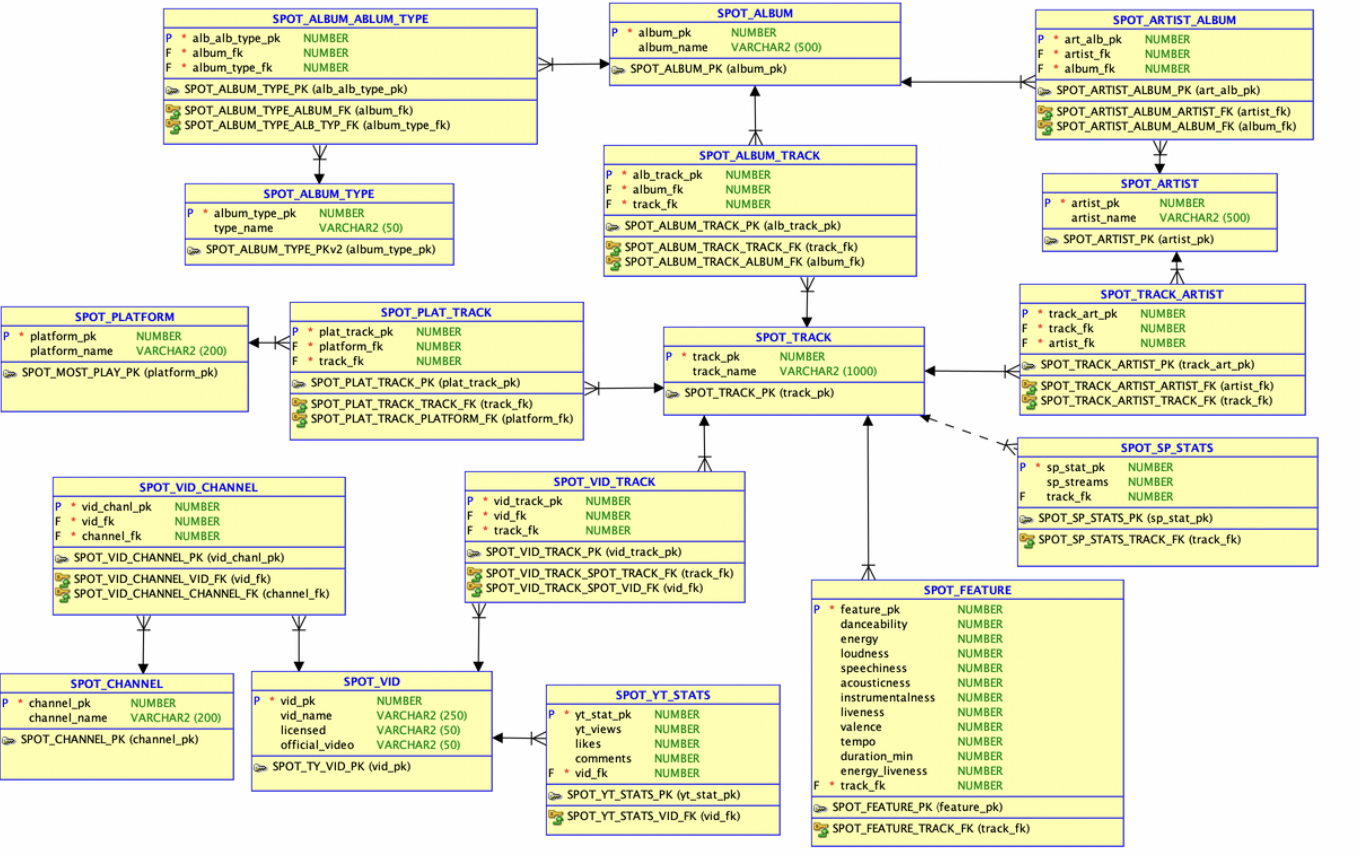 SPOT_ALBUM_ABLUM_TYPE
P * alb_alb_type_pk NUMBER
F * album_fk NUMBER
F * album_type_fk NUMBER
SPOT_ALBUM_TYPE_PK (alb_alb_type_pk)
SPOT_ALBUM_TYPE_ALBUM_FK (album_fk)
SPOT_ALBUM_TYPE_ALB_TYP_FK (album_type_fk)
SPOT_ALBUM
P * album_pk NUMBER
album_name VARCHAR2 (500)
SPOT_ALBUM_PK (album_pk)
SPOT_ARTIST_ALBUM
P * art_alb_pk NUMBER
F * artist_fk NUMBER
F * album_fk NUMBER
SPOT_ARTIST_ALBUM_PK (art_alb_pk)
SPOT_ARTIST_ALBUM_ARTIST_FK (artist_fk)
SPOT_ARTIST_ALBUM_ALBUM_FK (album_fk)
SPOT_ALBUM_TYPE
P * album_type_pk NUMBER
type_name VARCHAR2 (50)
SPOT_ALBUM_TYPE_PKv2 (album_type_pk)
SPOT_ALBUM_TRACK
P * alb_track_pk NUMBER
F * album_fk NUMBER
F * track_fk NUMBER
SPOT_ALBUM_TRACK_PK (alb_track_pk)
SPOT_ALBUM_TRACK_TRACK_FK (track_fk)
SPOT_ALBUM_TRACK_ALBUM_FK (album_fk)
SPOT_ARTIST
P * artist_pk NUMBER
artist_name VARCHAR2 (500)
SPOT_ARTIST_PK (artist_pk)
SPOT_PLATFORM
P * platform_pk NUMBER
platform_name VARCHAR2 (200)
SPOT_MOST_PLAY_PK (platform_pk)
SPOT_PLAT_TRACK
P * plat_track_pk NUMBER
F * platform_fk NUMBER
F * track_fk NUMBER
SPOT_PLAT_TRACK_PK (plat_track_pk)
SPOT_PLAT_TRACK_TRACK_FK (track_fk)
SPOT_PLAT_TRACK_PLATFORM_FK (platform_fk)
SPOT_TRACK
P * track_pk NUMBER
track_name VARCHAR2 (1000)
SPOT_TRACK_PK (track_pk)
SPOT_TRACK_ARTIST
P * track_art_pk NUMBER
F * track_fk NUMBER
F * artist_fk NUMBER
SPOT_TRACK_ARTIST_PK (track_art_pk)
SPOT_TRACK_ARTIST_ARTIST_FK (artist_fk)
SPOT_TRACK_ARTIST_TRACK_FK (track_fk)
SPOT_SP_STATS
P * sp_stat_pk NUMBER
sp_streams NUMBER
F track_fk NUMBER
SPOT_SP_STATS_PK (sp_stat_pk)
SPOT_SP_STATS_TRACK_FK (track_fk)
SPOT_VID_CHANNEL
P * vid_chanl_pk NUMBER
F * vid_fk NUMBER
F * channel_fk NUMBER
SPOT_VID_CHANNEL_PK (vid_chanl_pk)
SPOT_VID_CHANNEL_VID_FK (vid_fk)
SPOT_VID_CHANNEL_CHANNEL_FK (channel_fk)
SPOT_VID_TRACK
P * vid_track_pk NUMBER
F * vid_fk NUMBER
F * track_fk NUMBER
SPOT_VID_TRACK_PK (vid_track_pk)
SPOT_VID_TRACK_SPOT_TRACK_FK (track_fk)
SPOT_VID_TRACK_SPOT_VID_FK (vid_fk)
SPOT_FEATURE
P * feature_pk NUMBER
danceability NUMBER
energy NUMBER
loudness NUMBER
speechiness NUMBER
acousticness NUMBER
instrumentalness NUMBER
liveness NUMBER
valence NUMBER
tempo NUMBER
duration_min NUMBER
energy_liveness NUMBER
F * track_fk NUMBER
SPOT_FEATURE_PK (feature_pk)
SPOT_FEATURE_TRACK_FK (track_fk)
SPOT_CHANNEL
P * channel_pk NUMBER
channel_name VARCHAR2 (200)
SPOT_CHANNEL_PK (channel_pk)
SPOT_VID
P * vid_pk NUMBER
vid_name VARCHAR2 (250)
licensed VARCHAR2 (50)
official_video VARCHAR2 (50)
SPOT_TY_VID_PK (vid_pk)
SPOT_YT_STATS
P * yt_stat_pk NUMBER
yt_views NUMBER
likes NUMBER
comments NUMBER
F * vid_fk NUMBER
SPOT_YT_STATS_PK (yt_stat_pk)
SPOT_YT_STATS_VID_FK (vid_fk)